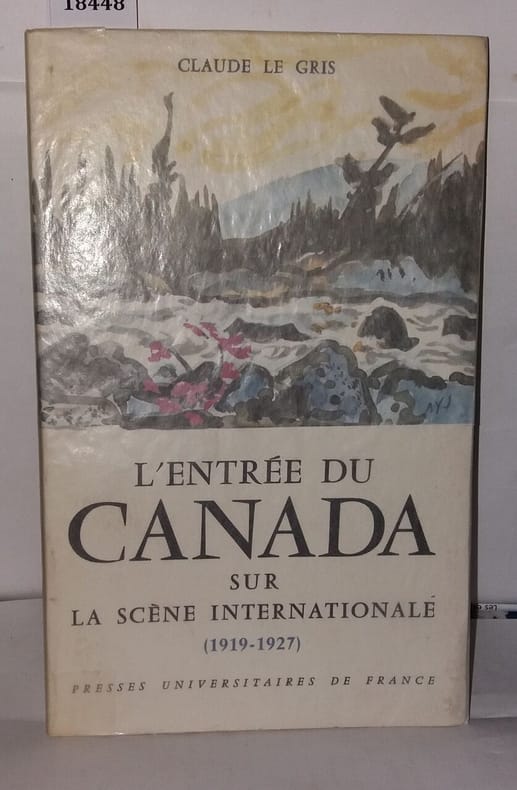 18448
CLAUDE LE GRIS
L'ENTRÉE DU
CANADA
SUR
LA SCÈNE INTERNATIONALE
(1919-1927)
PRESSES UNIVERSITAIRES DE FRANCE